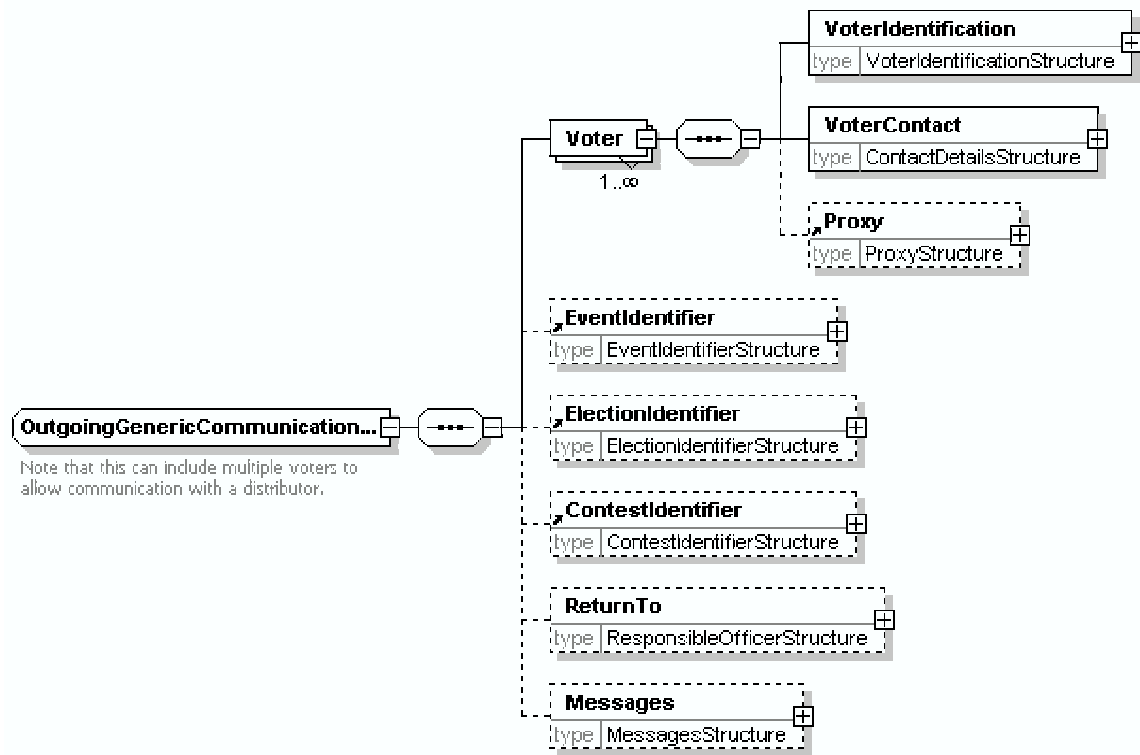 VoterIdentification
type VoterIdentificationStructure
Voter
1..∞
VoterContact
type ContactDetailsStructure
Proxy
type ProxyStructure
EventIdentifier
type EventIdentifierStructure
OutgoingGenericCommunication...
Note that this can include multiple voters to
allow communication with a distributor.
ElectionIdentifier
type ElectionIdentifierStructure
ContestIdentifier
type ContestIdentifierStructure
ReturnTo
type ResponsibleOfficerStructure
Messages
type MessagesStructure